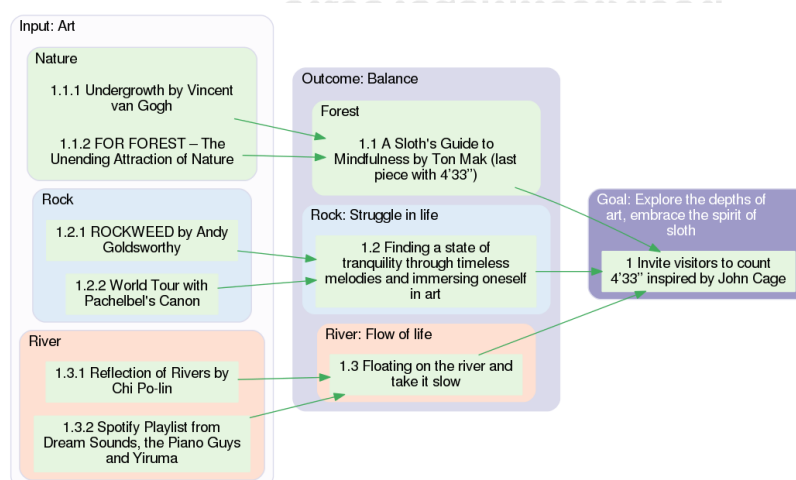 Input: Art
Nature
1.1.1 Undergrowth by Vincent
van Gogh
1.1.2 FOR FOREST – The
Unending Attraction of Nature
Rock
1.2.1 ROCKWEED by Andy
Goldsworthy
1.2.2 World Tour with
Pachelbel's Canon
River
1.3.1 Reflection of Rivers by
Chi Po-lin
1.3.2 Spotify Playlist from
Dream Sounds, the Piano Guys
and Yiruma
Outcome: Balance
Forest
1.1 A Sloth's Guide to
Mindfulness by Ton Mak (last
piece with 4’33”)
Rock: Struggle in life
1.2 Finding a state of
tranquility through timeless
melodies and immersing oneself
in art
River: Flow of life
1.3 Floating on the river and
take it slow
Goal: Explore the depths of
art, embrace the spirit of
sloth
1 Invite visitors to count
4’33” inspired by John Cage